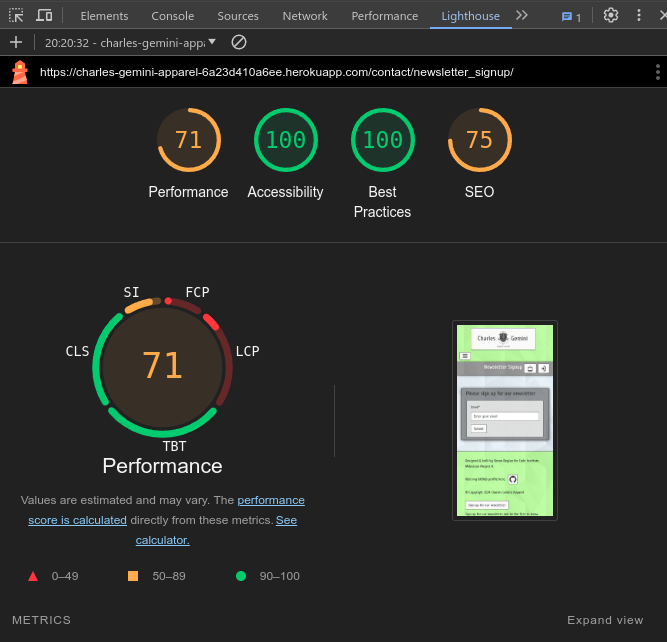 Elements Console Sources Network Performance Lighthouse 1
20:20:32 - charles-gemini-appa
https://charles-gemini-apparel-6a23d410a6ee.herokuapp.com/contact/newsletter_signup/
71 100 100 75
Performance Accessibility Best Practices SEO
SI FCP
CLS LCP
71
TBT
Performance
Values are estimated and may vary. The performance
score is calculated directly from these metrics. See
calculator.
0–49 50–89 90–100
METRICS Expand view
Charles Gemini
Newsletter Signup
Please sign up for our newsletter
Email*
Enter your email
Submit